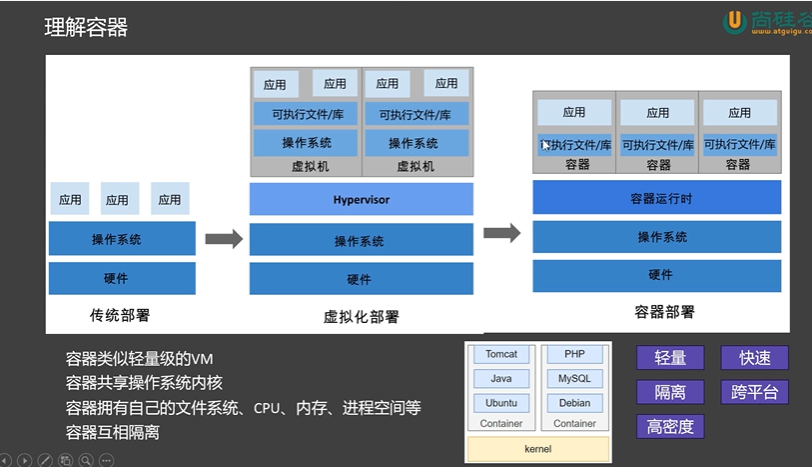 理解容器
尚硅谷
www.atguigu.co
应用 应用 应用
操作系统
硬件
传统部署
应用 应用 应用 应用
可执行文件/库 可执行文件/库
操作系统 操作系统
虚拟机 虚拟机
Hypervisor
操作系统
硬件
虚拟化部署
应用 应用 应用
可执行文件/库 可执行文件/库 可执行文件/库
容器 容器 容器
容器运行时
操作系统
硬件
容器部署
容器类似轻量级的VM
容器共享操作系统内核
容器拥有自己的文件系统、CPU、内存、进程空间等
容器互相隔离
Tomcat PHP
Java MySQL
Ubuntu Debian
Container Container
kernel
轻量 快速
隔离 跨平台
高密度